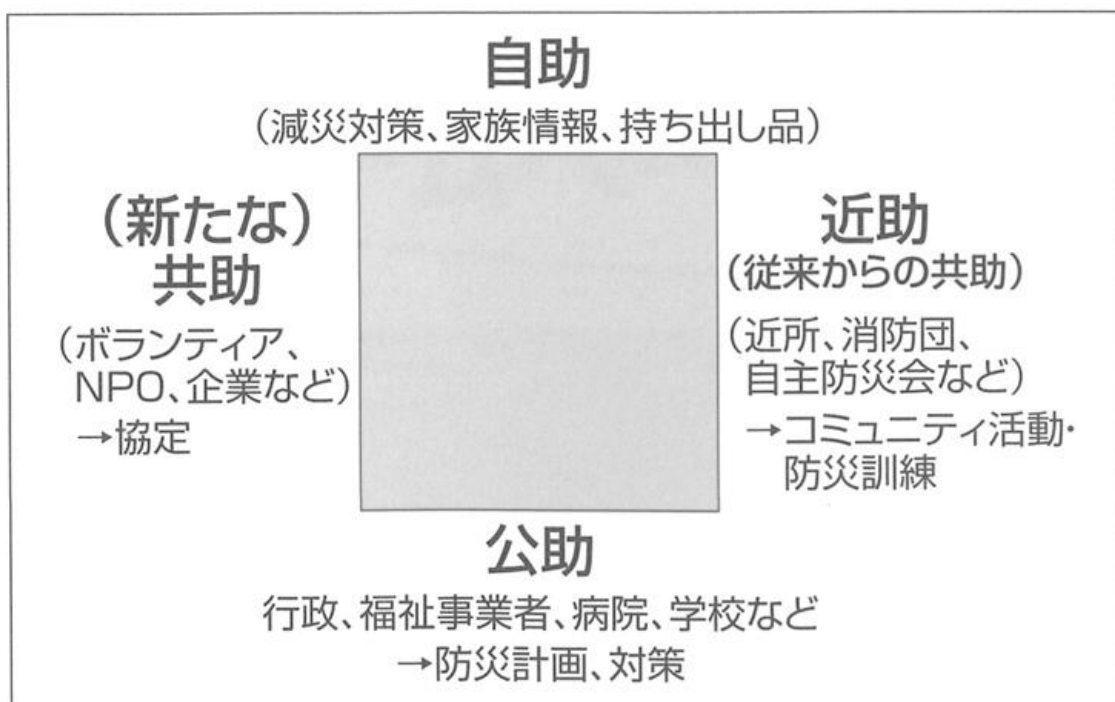 自助
(減災対策、家族情報、持ち出し品)
(新たな)
共助
(ボランティア、
NPO、企業など)
→協定
近助
(従来からの共助)
(近所、消防団、
自主防災会など)
→コミュニティ活動・
防災訓練
公助
行政、福祉事業者、病院、学校など
→防災計画、対策